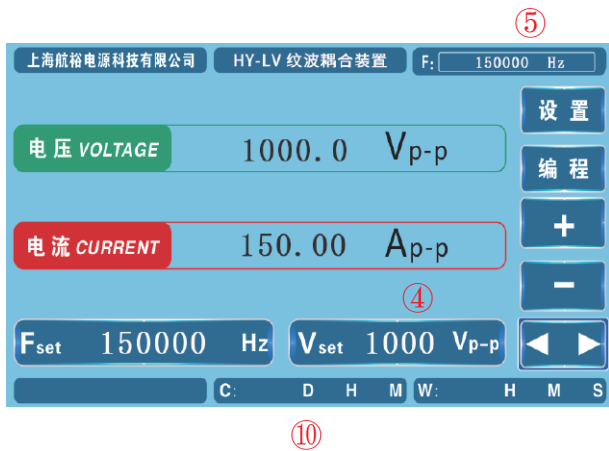 ⑤
上海航裕电源科技有限公司 HY-LV 纹波耦合装置 F: 150000 Hz
设 置
电 压 VOLTAGE 1000.0 Vp-p
编 程
+
电 流 CURRENT 150.00 Ap-p
−
④
Fset 150000 Hz Vset 1000 Vp-p ◀ ▶
C: D H M W: H M S
⑩